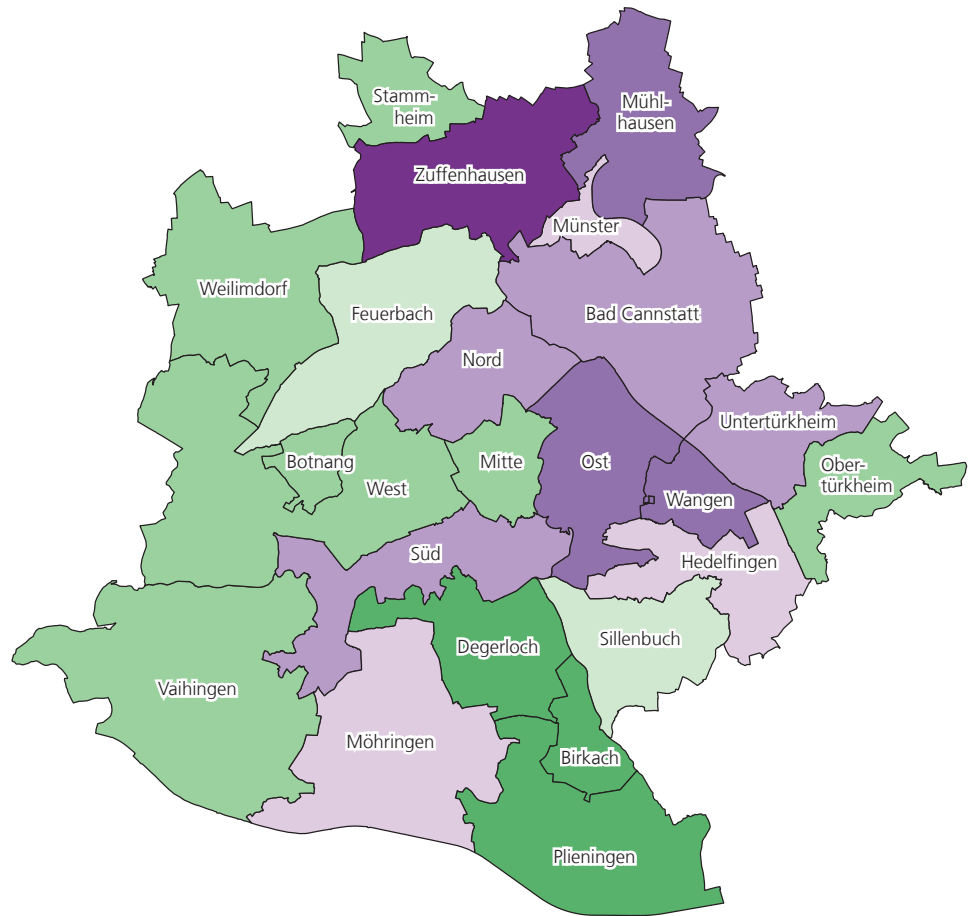 Stamm-
heim
Mühl-
hausen
Zuffenhausen
Münster
Weilimdorf
Feuerbach
Bad Cannstatt
Nord
Untertürkheim
Botnang
West
Mitte
Ost
Ober-
türkheim
Wangen
Süd
Hedelfingen
Degerloch
Sillenbuch
Vaihingen
Möhringen
Birkach
Plieningen